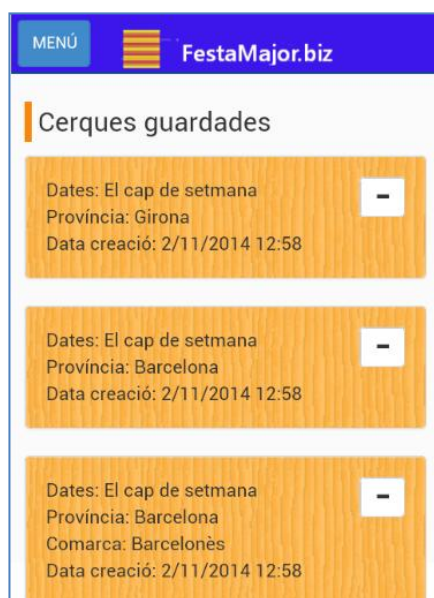 MENÚ
FestaMajor.biz
Cerques guardades
Dates: El cap de setmana
Província: Girona
Data creació: 2/11/2014 12:58
Dates: El cap de setmana
Província: Barcelona
Data creació: 2/11/2014 12:58
Dates: El cap de setmana
Província: Barcelona
Comarca: Barcelonès
Data creació: 2/11/2014 12:58